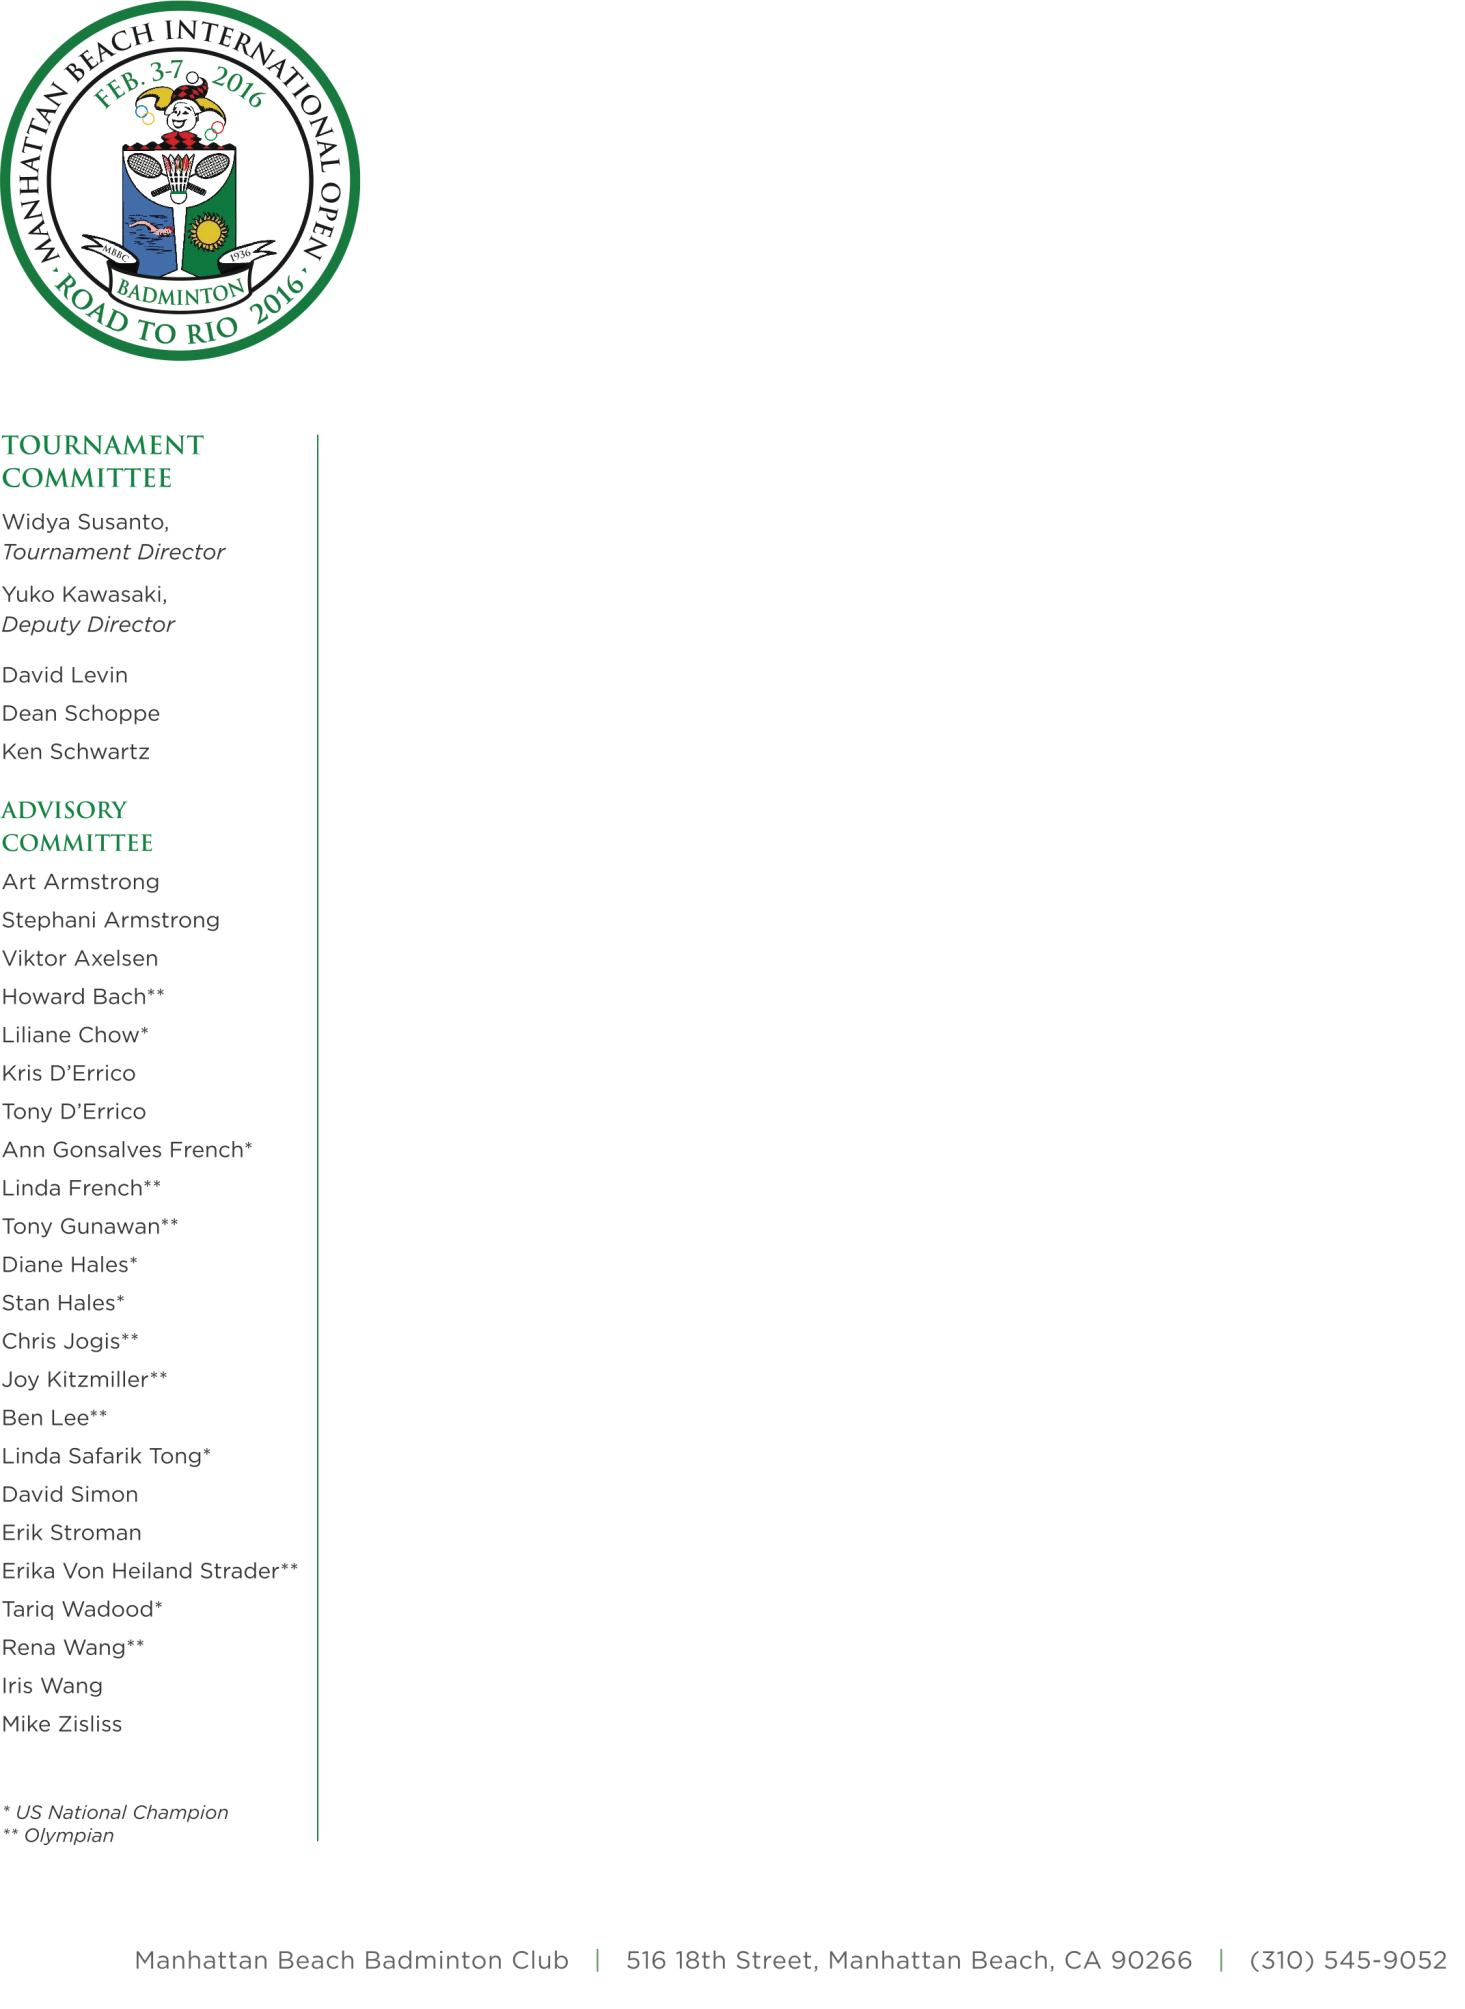 MANHATTAN BEACH INTERNATIONAL OPEN
FEB. 3-7 2016
MBBC
1936
BADMINTON
· ROAD TO RIO 2016 ·
TOURNAMENT
COMMITTEE
Widya Susanto,
Tournament Director
Yuko Kawasaki,
Deputy Director
David Levin
Dean Schoppe
Ken Schwartz
ADVISORY
COMMITTEE
Art Armstrong
Stephani Armstrong
Viktor Axelsen
Howard Bach**
Liliane Chow*
Kris D’Errico
Tony D’Errico
Ann Gonsalves French*
Linda French**
Tony Gunawan**
Diane Hales*
Stan Hales*
Chris Jogis**
Joy Kitzmiller**
Ben Lee**
Linda Safarik Tong*
David Simon
Erik Stroman
Erika Von Heiland Strader**
Tariq Wadood*
Rena Wang**
Iris Wang
Mike Zisliss
* US National Champion
** Olympian
Manhattan Beach Badminton Club | 516 18th Street, Manhattan Beach, CA 90266 | (310) 545-9052